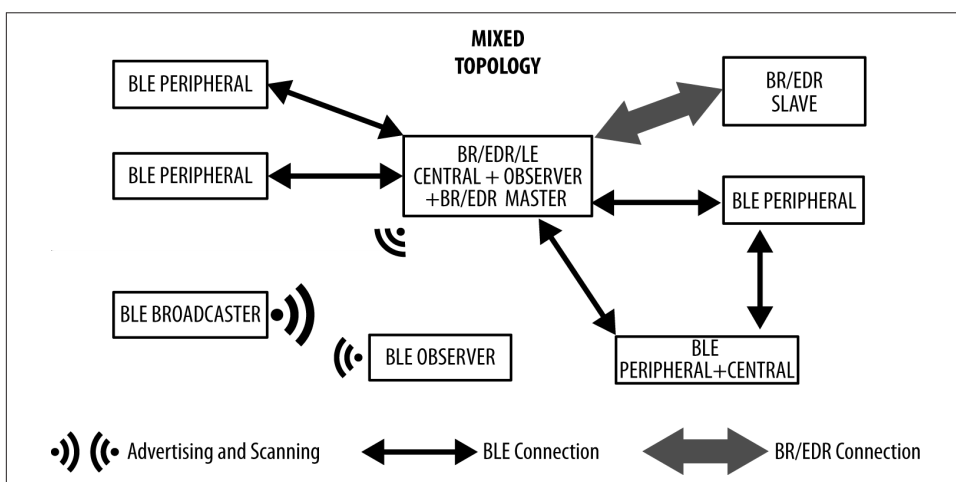 MIXED
TOPOLOGY
BLE PERIPHERAL
BR/EDR
SLAVE
BLE PERIPHERAL
BR/EDR/LE
CENTRAL + OBSERVER
+BR/EDR MASTER
BLE PERIPHERAL
BLE BROADCASTER
BLE OBSERVER
BLE
PERIPHERAL+CENTRAL
Advertising and Scanning
BLE Connection
BR/EDR Connection